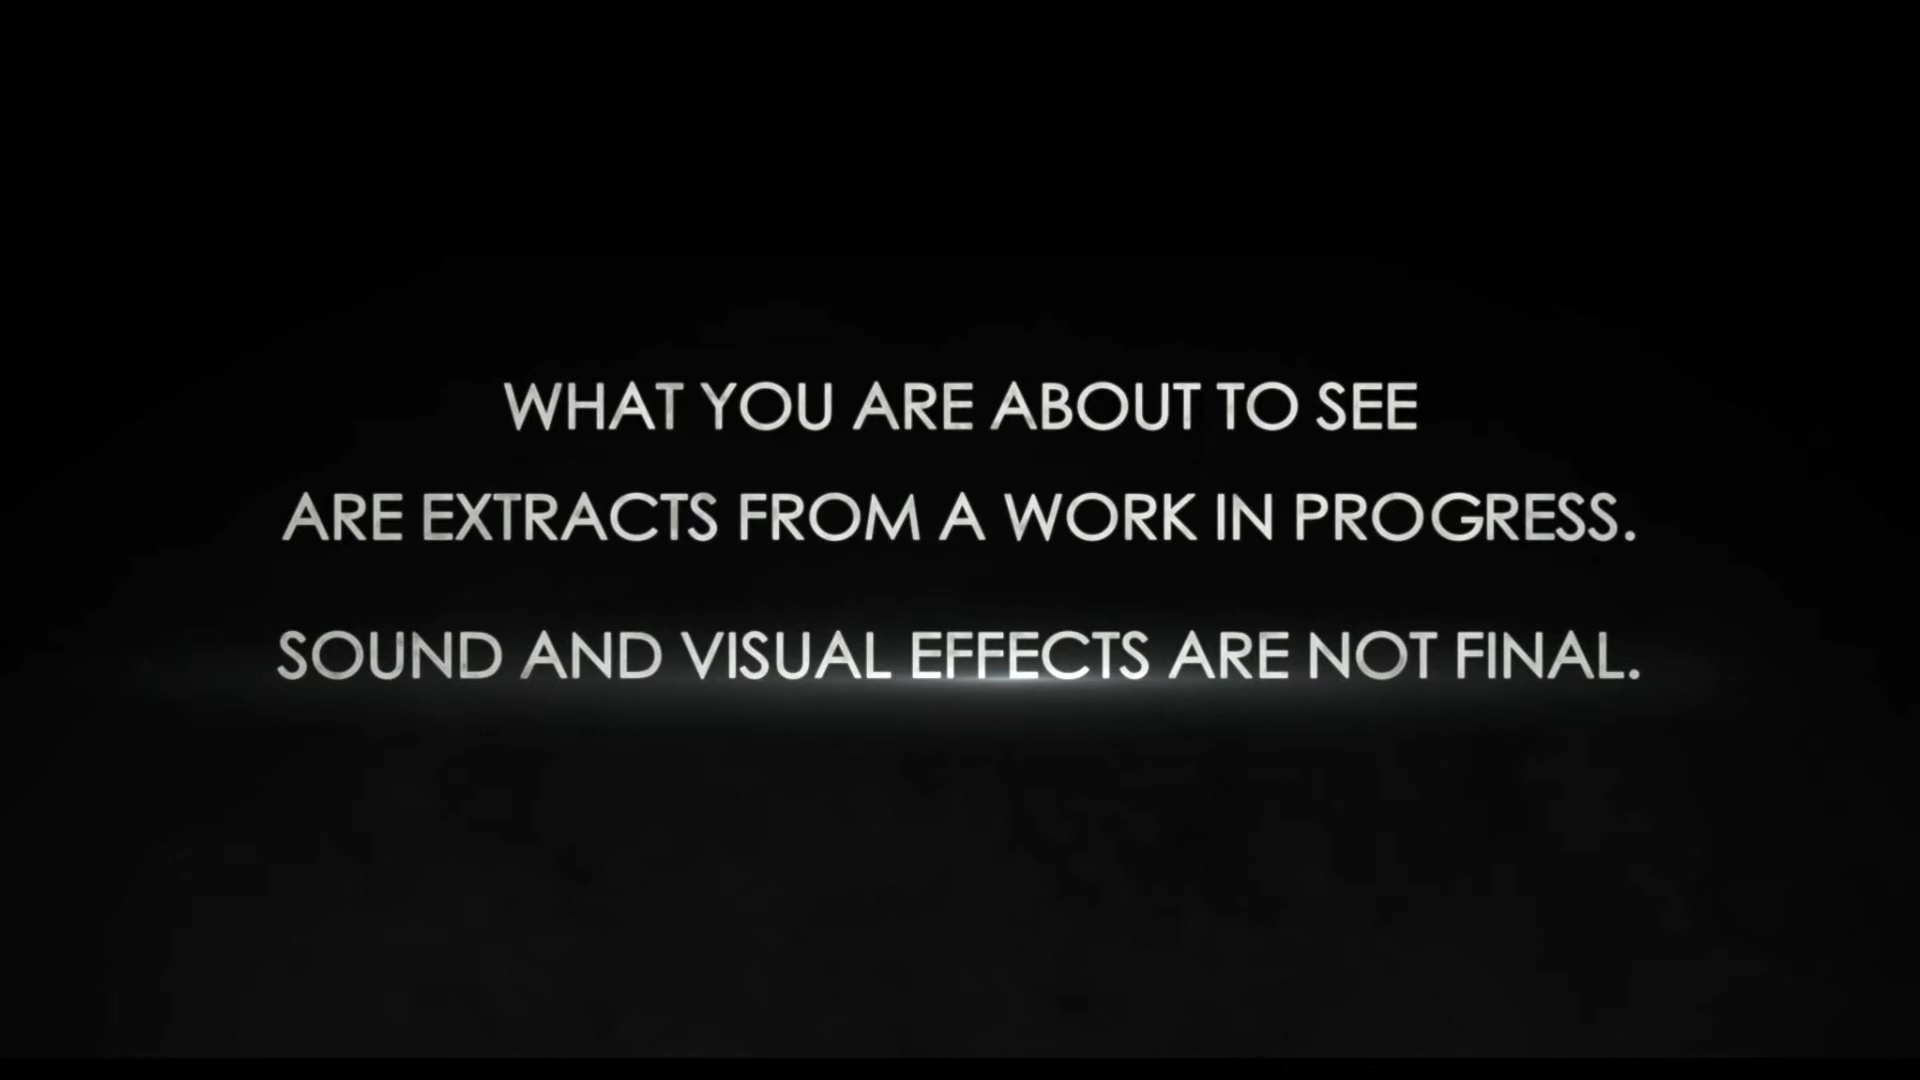 WHAT YOU ARE ABOUT TO SEE
ARE EXTRACTS FROM A WORK IN PROGRESS.
SOUND AND VISUAL EFFECTS ARE NOT FINAL.